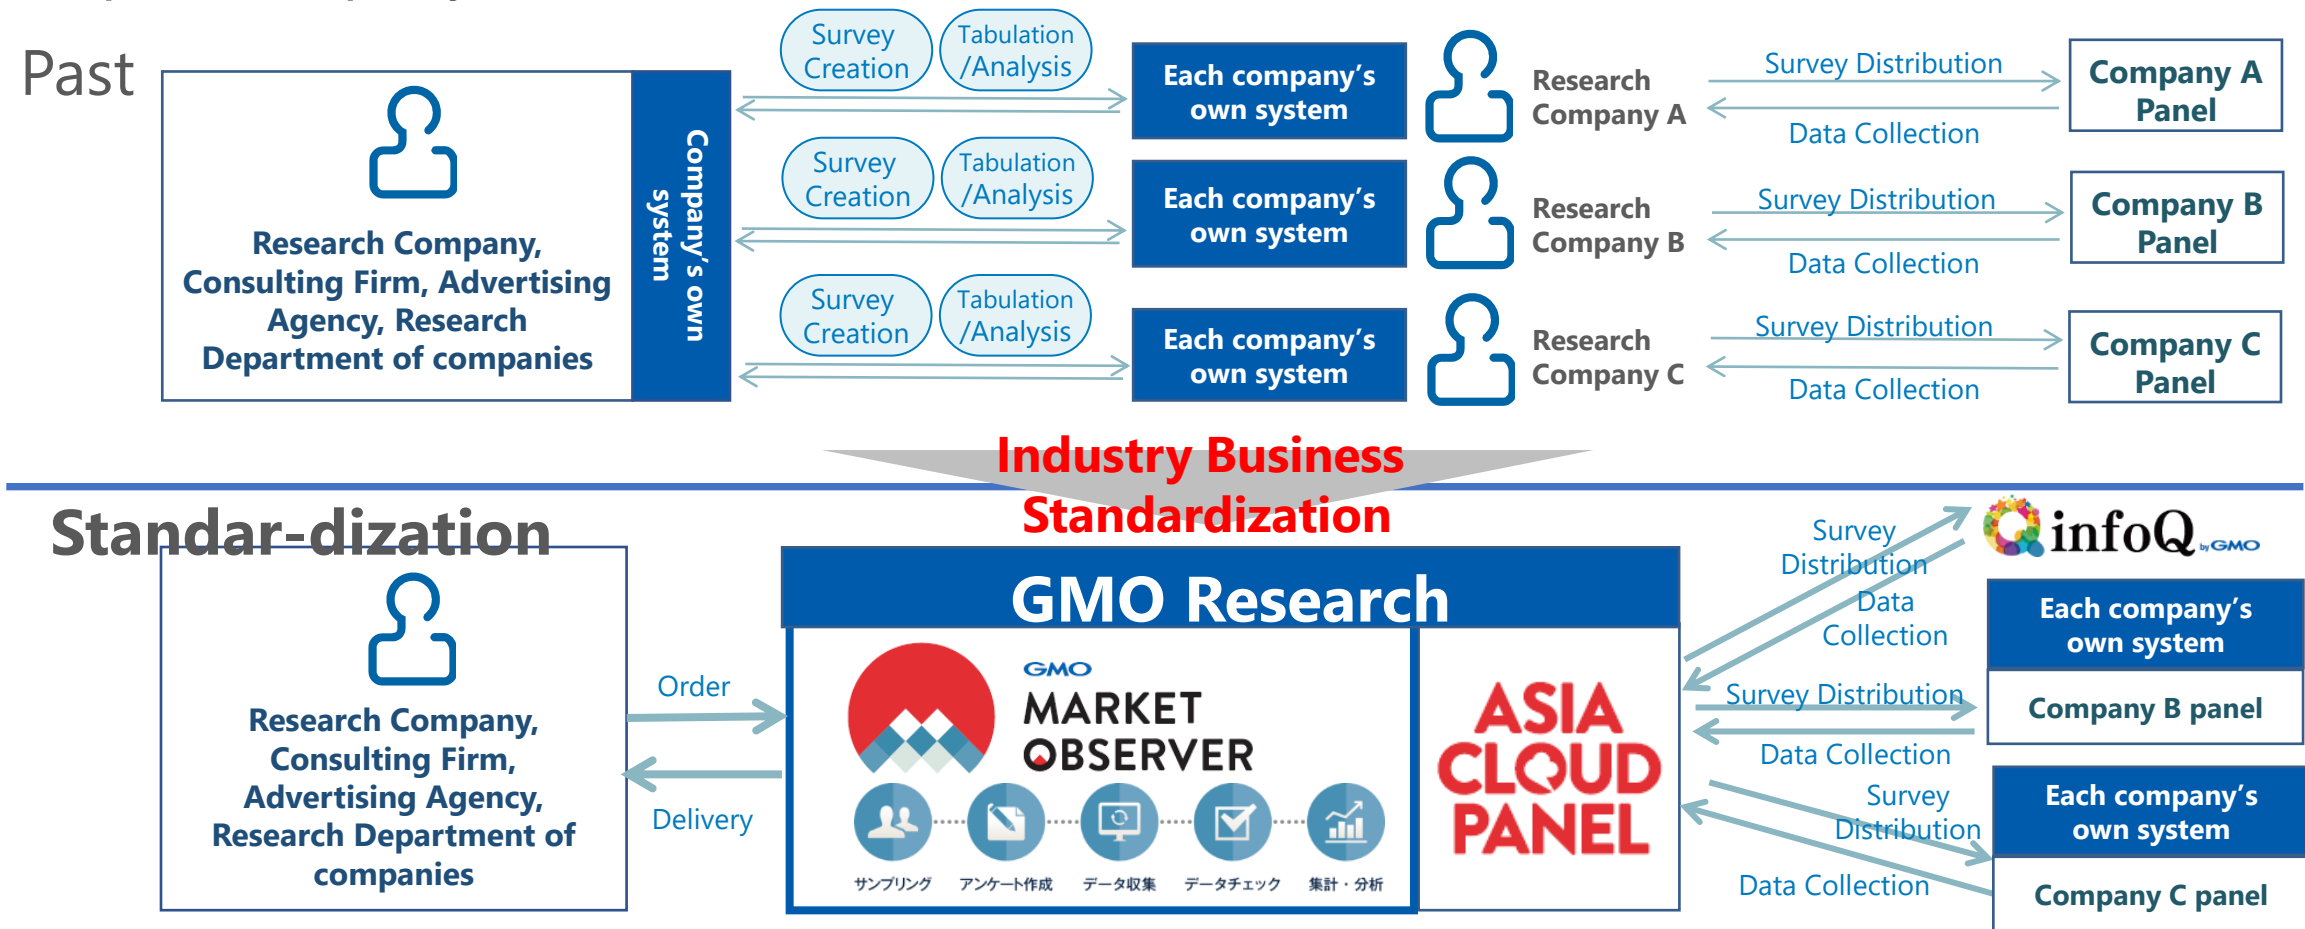 Past
Survey
Creation
Tabulation
/Analysis
Each company's
own system
Research
Company A
Survey Distribution
Data Collection
Company A
Panel
Survey
Creation
Tabulation
/Analysis
Each company's
own system
Research
Company B
Survey Distribution
Data Collection
Company B
Panel
Survey
Creation
Tabulation
/Analysis
Each company's
own system
Research
Company C
Survey Distribution
Data Collection
Company C
Panel
Research Company,
Consulting Firm, Advertising
Agency, Research
Department of companies
Company's own
system
Industry Business
Standardization
Standar-dization
Research Company,
Consulting Firm,
Advertising Agency,
Research Department of
companies
Order
Delivery
GMO Research
GMO
MARKET
OBSERVER
サンプリング
アンケート作成
データ収集
データチェック
集計・分析
ASIA
CLOUD
PANEL
Survey
Distribution
Data
Collection
infoQ by GMO
Survey Distribution
Data Collection
Each company's
own system
Company B panel
Survey
Distribution
Data Collection
Each company's
own system
Company C panel